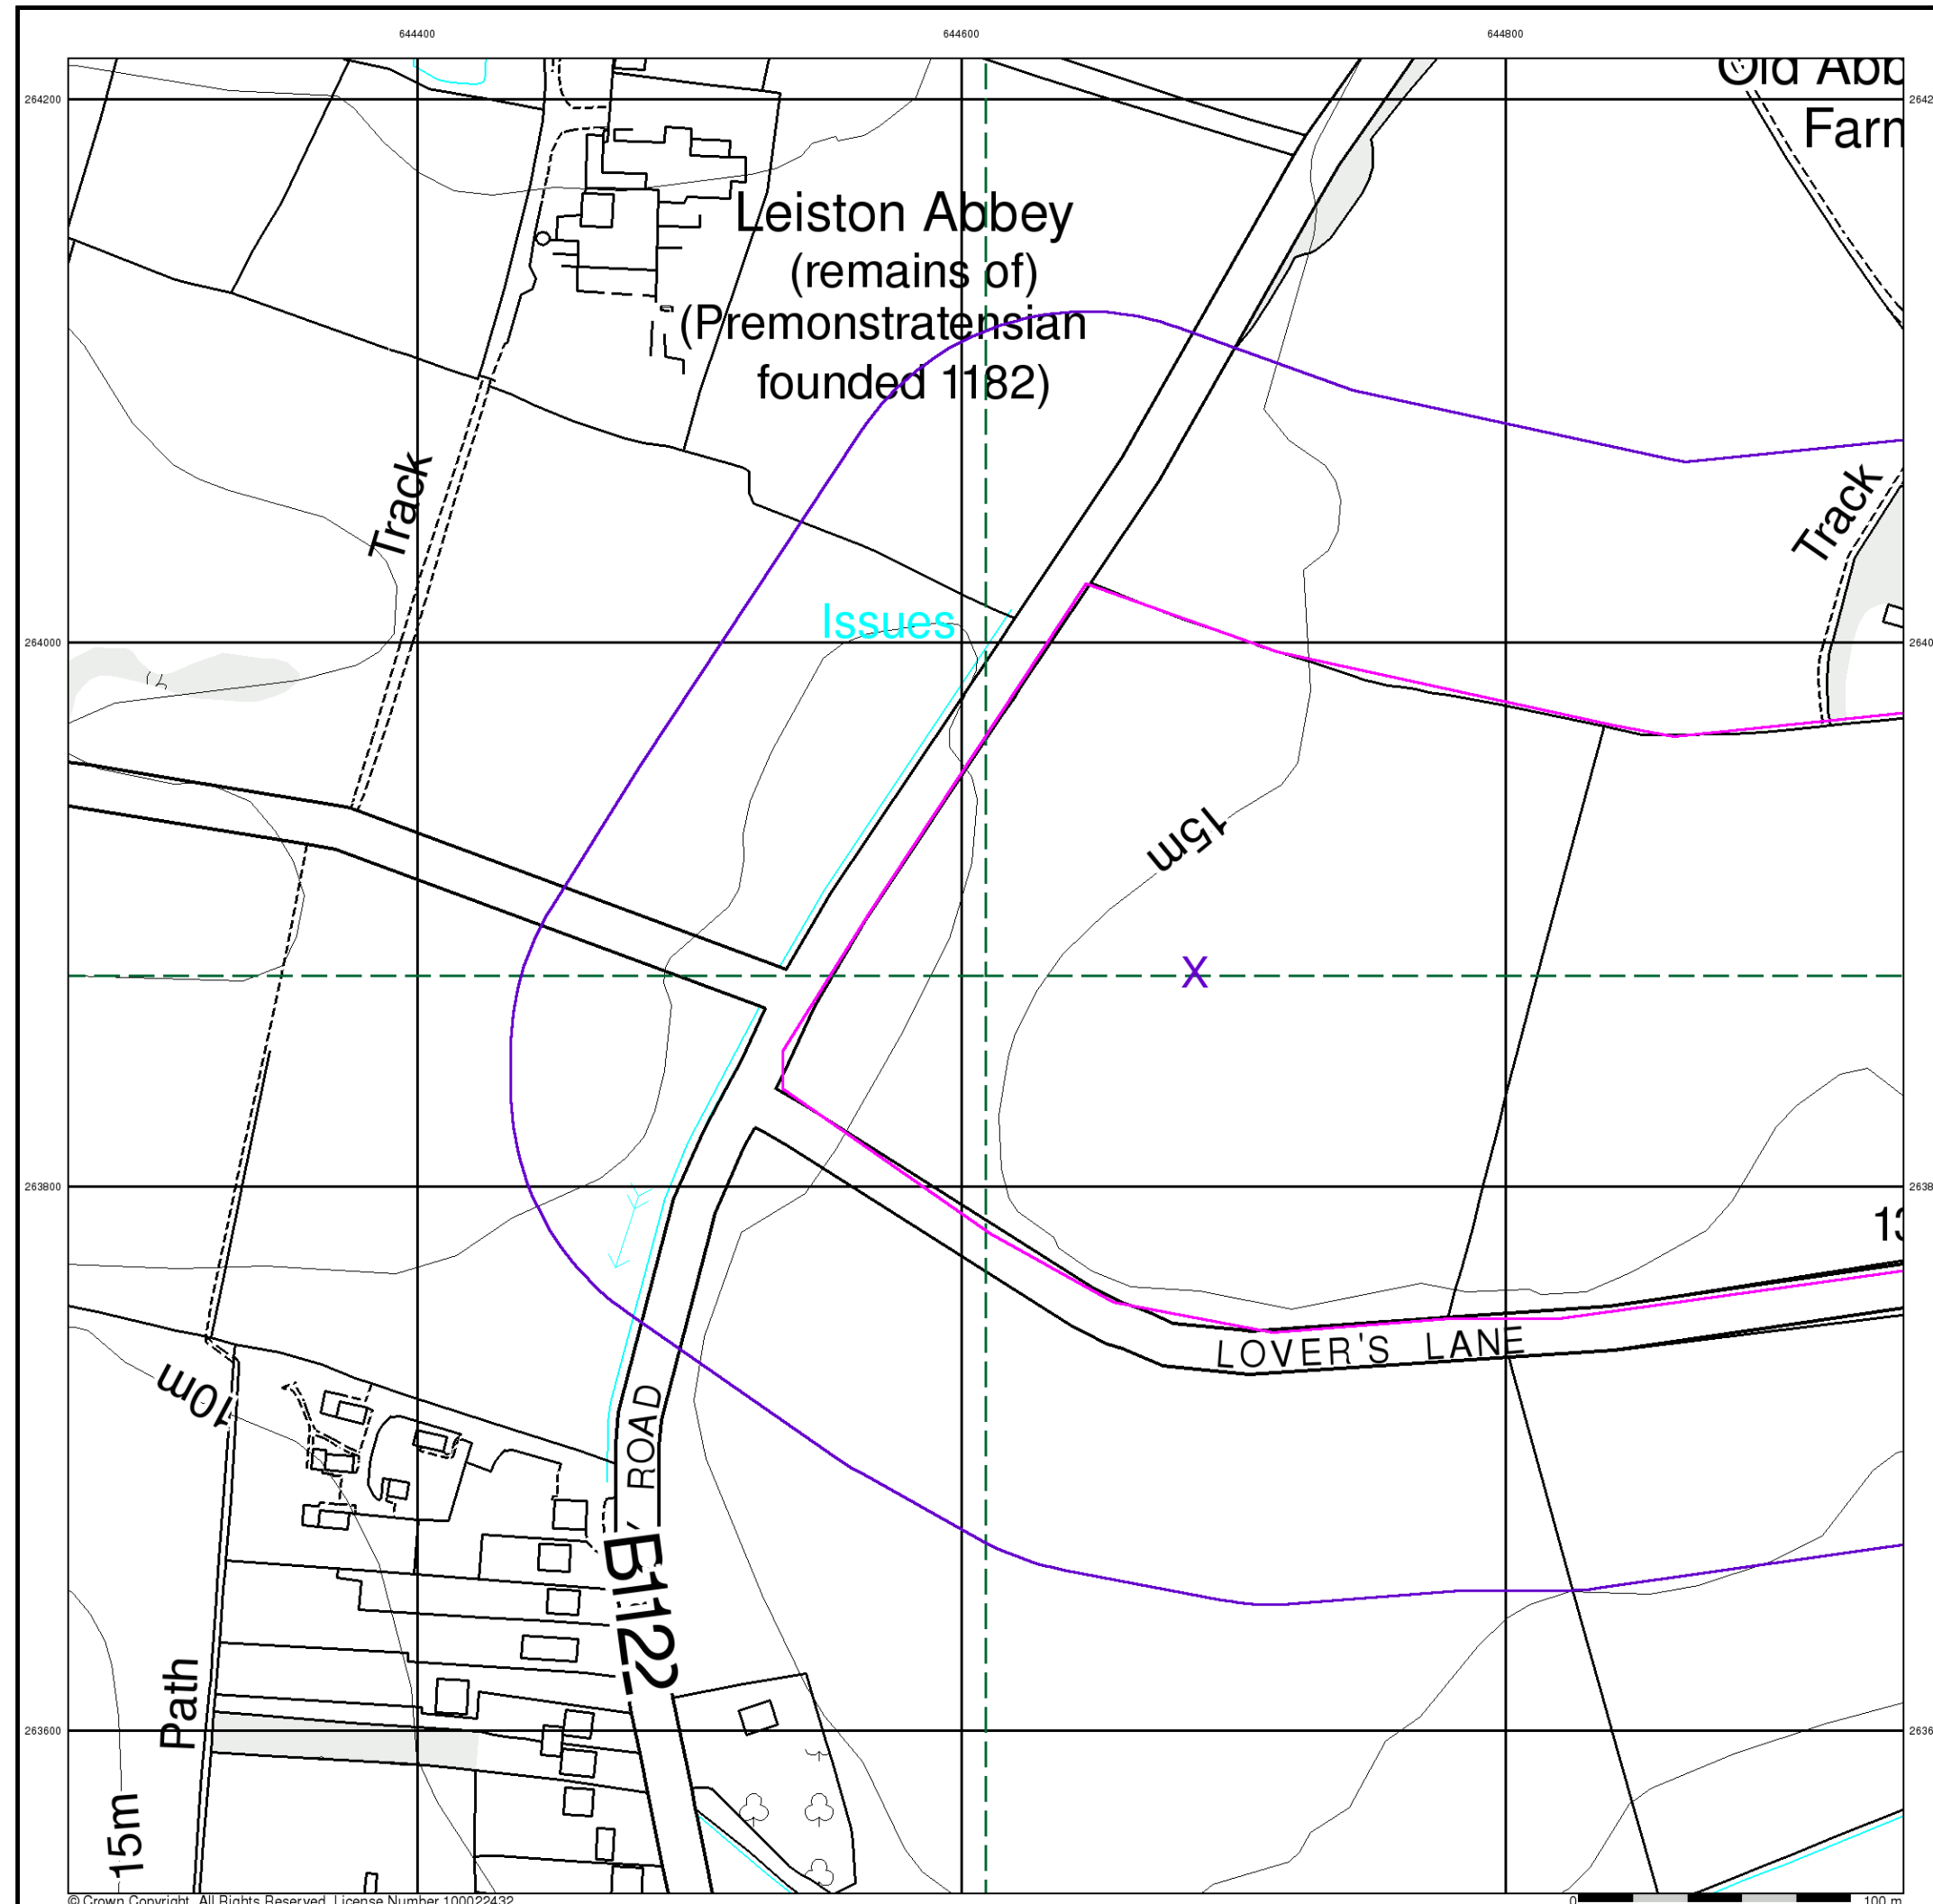 644400 644600 644800
264200
Old Abb
Farm
Leiston Abbey
(remains of)
(Premonstratensian
founded 1182)
Track
Track
Issues
264000
15m
X
263800
13
LOVER'S LANE
10m
ROAD
B1122
Path
263600
15m
© Crown Copyright. All Rights Reserved. License Number 100022432
0 100 m